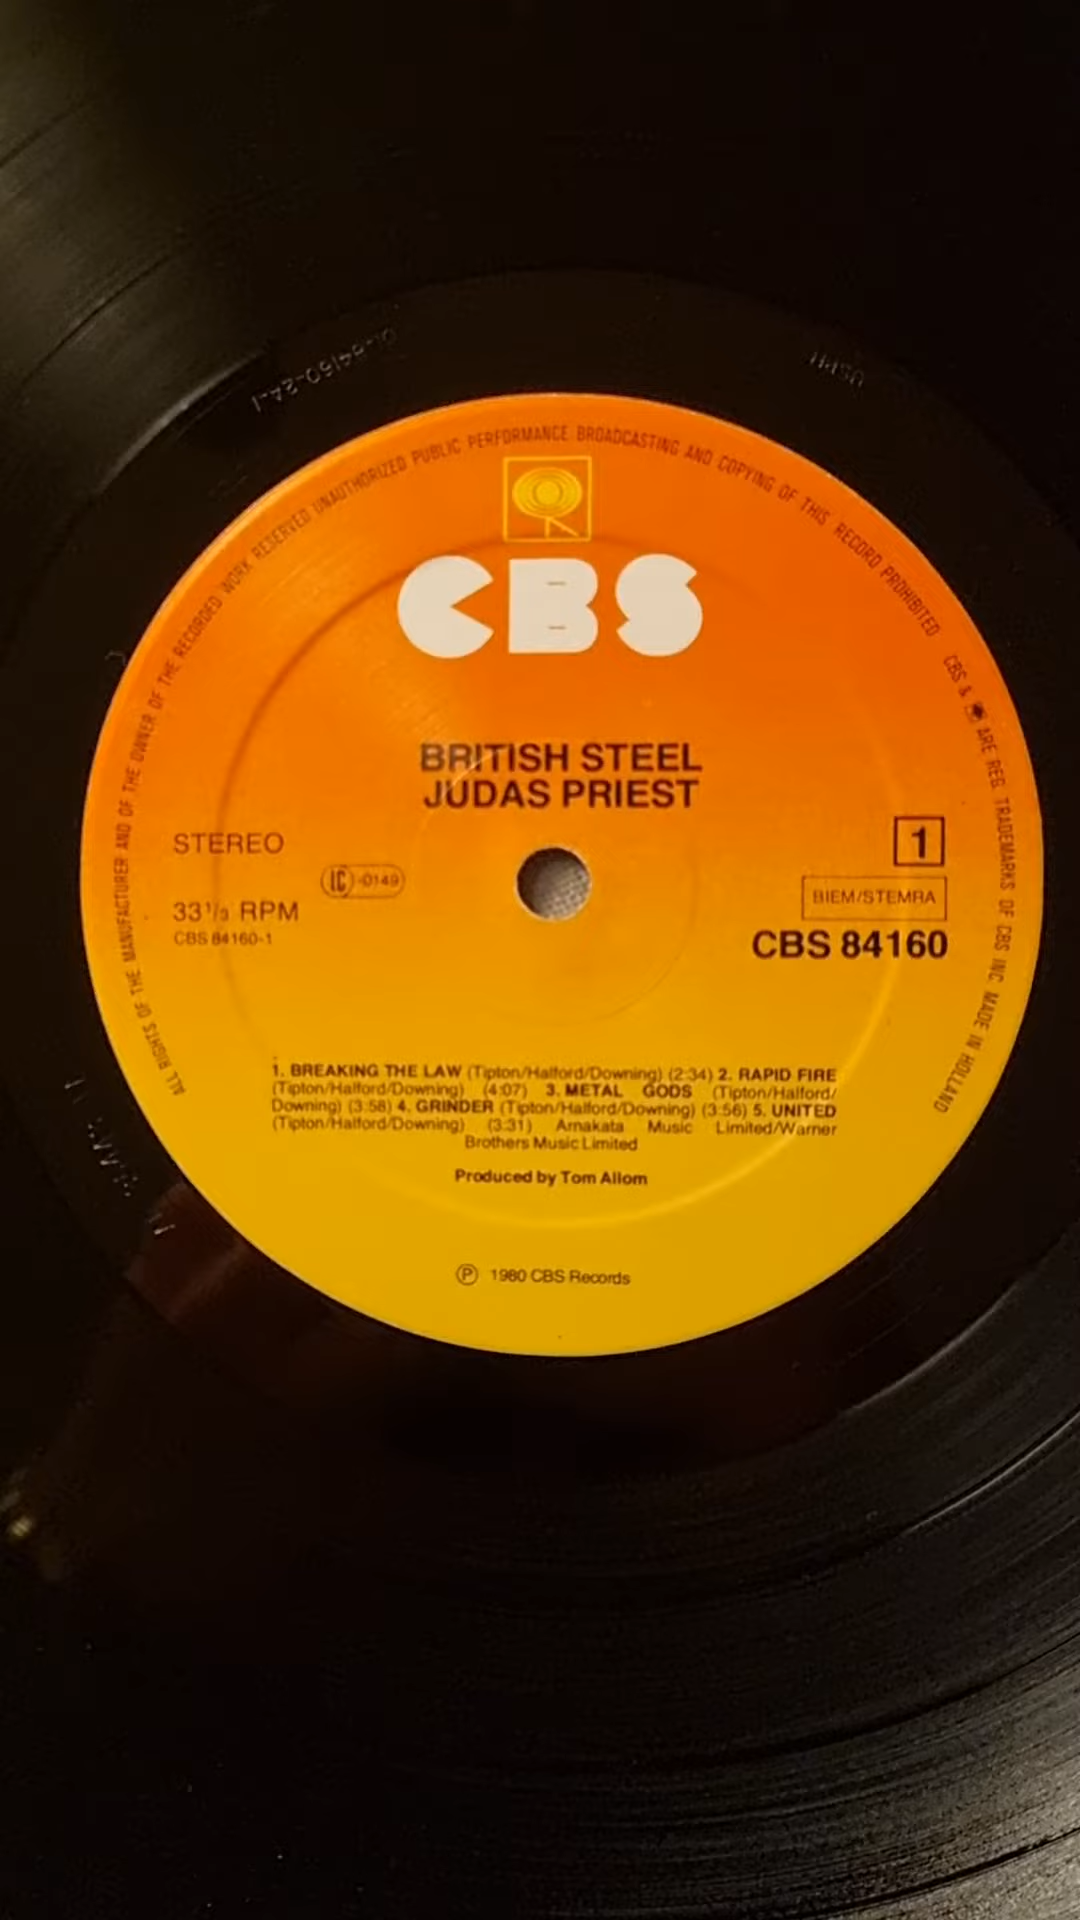 ALL RIGHTS OF THE MANUFACTURER AND OF THE OWNER OF THE RECORDED WORK RESERVED UNAUTHORIZED PUBLIC PERFORMANCE BROADCASTING AND COPYING OF THIS RECORD PROHIBITED
CBS & ARE REG. TRADEMARKS OF CBS INC. MADE IN HOLLAND
CBS
BRITISH STEEL
JUDAS PRIEST
STEREO
1
LC -0149
BIEM/STEMRA
33 1/3 RPM
CBS 84160-1
CBS 84160
1. BREAKING THE LAW (Tipton/Halford/Downing) (2:34) 2. RAPID FIRE
(Tipton/Halford/Downing) (4:07) 3. METAL GODS (Tipton/Halford/
Downing) (3:58) 4. GRINDER (Tipton/Halford/Downing) (3:56) 5. UNITED
(Tipton/Halford/Downing) (3:31) Arnakata Music Limited/Warner
Brothers Music Limited
Produced by Tom Allom
Ⓟ 1980 CBS Records